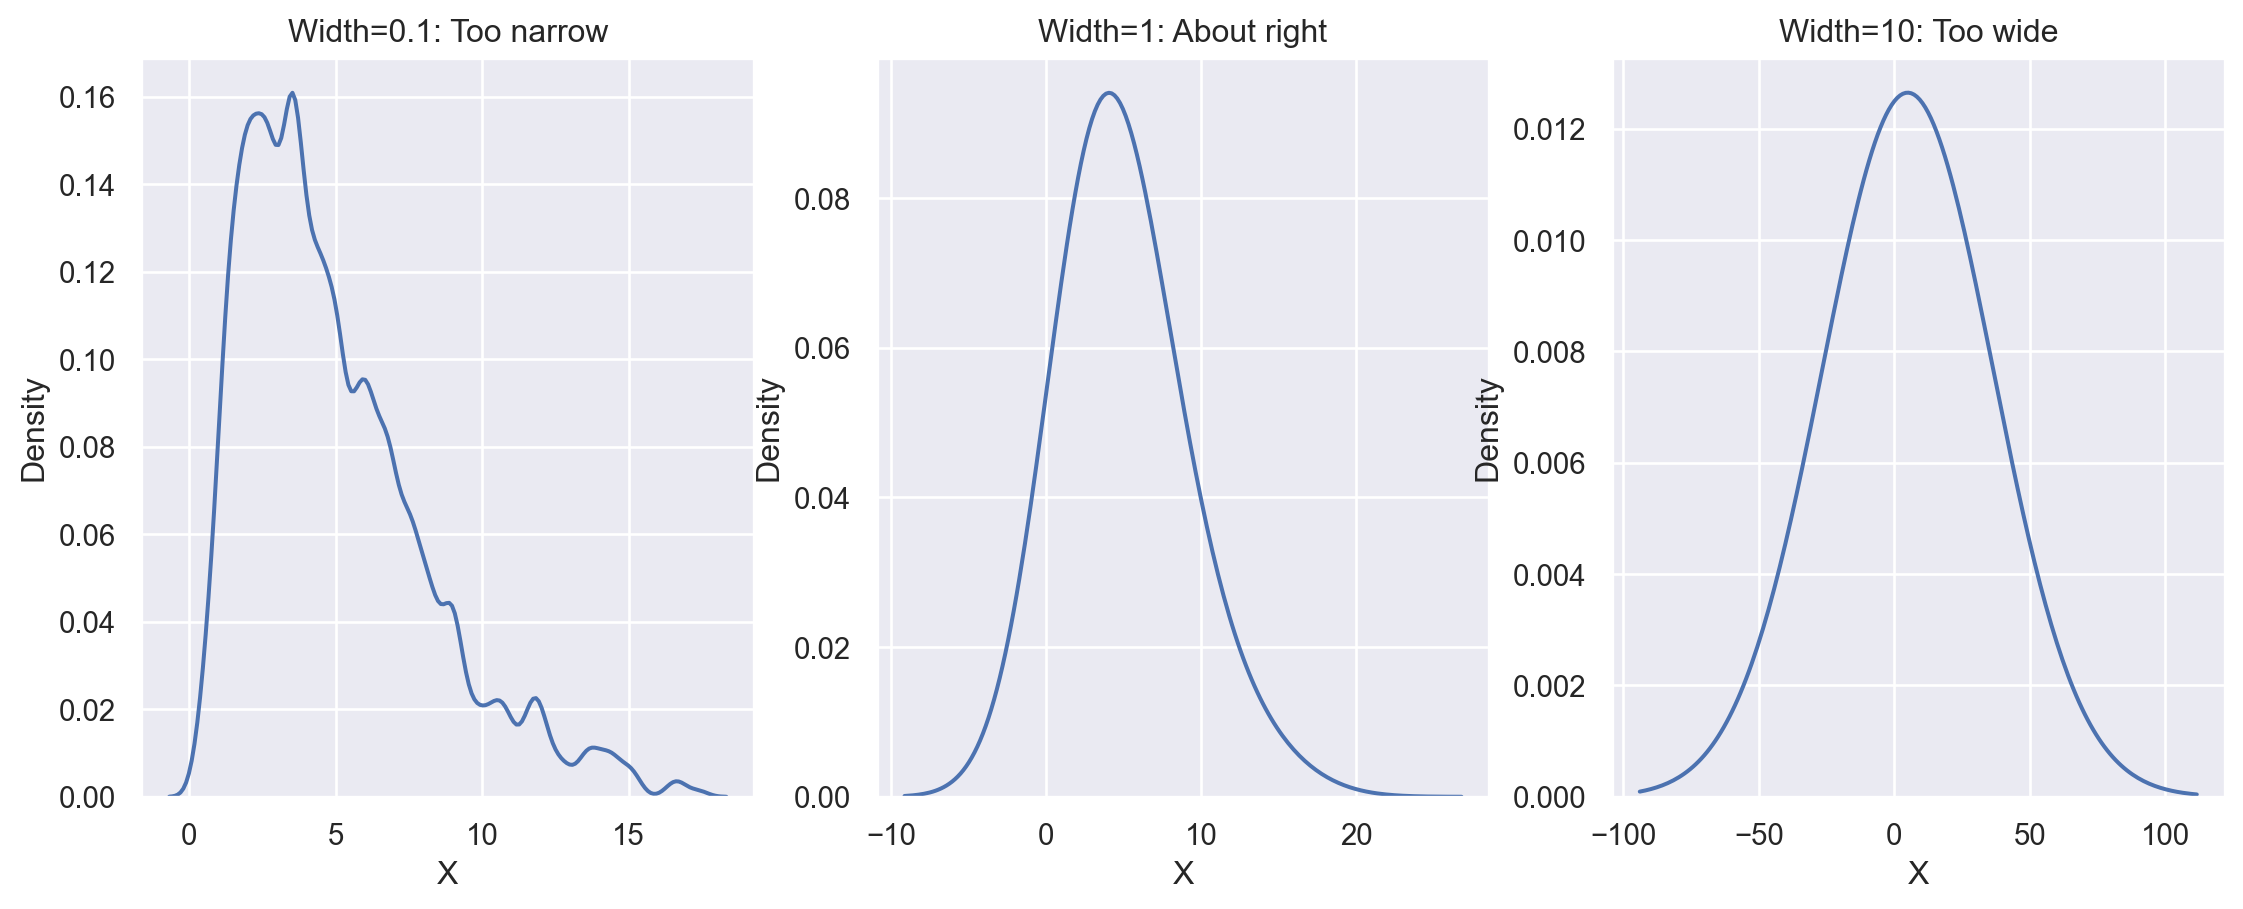 Width=0.1: Too narrow
Density
0.16
0.14
0.12
0.10
0.08
0.06
0.04
0.02
0.00
0 5 10 15
X
Width=1: About right
Density
0.08
0.06
0.04
0.02
0.00
−10 0 10 20
X
Width=10: Too wide
Density
0.012
0.010
0.008
0.006
0.004
0.002
0.000
−100 −50 0 50 100
X